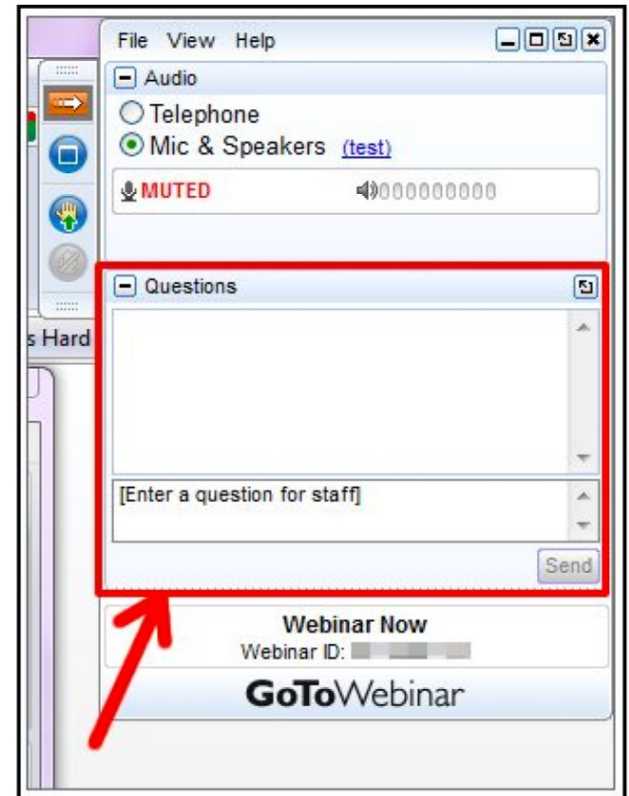 File View Help
Audio
Telephone
Mic & Speakers (test)
MUTED 000000000
Questions
s Hard
[Enter a question for staff]
Send
Webinar Now
Webinar ID:
GoToWebinar